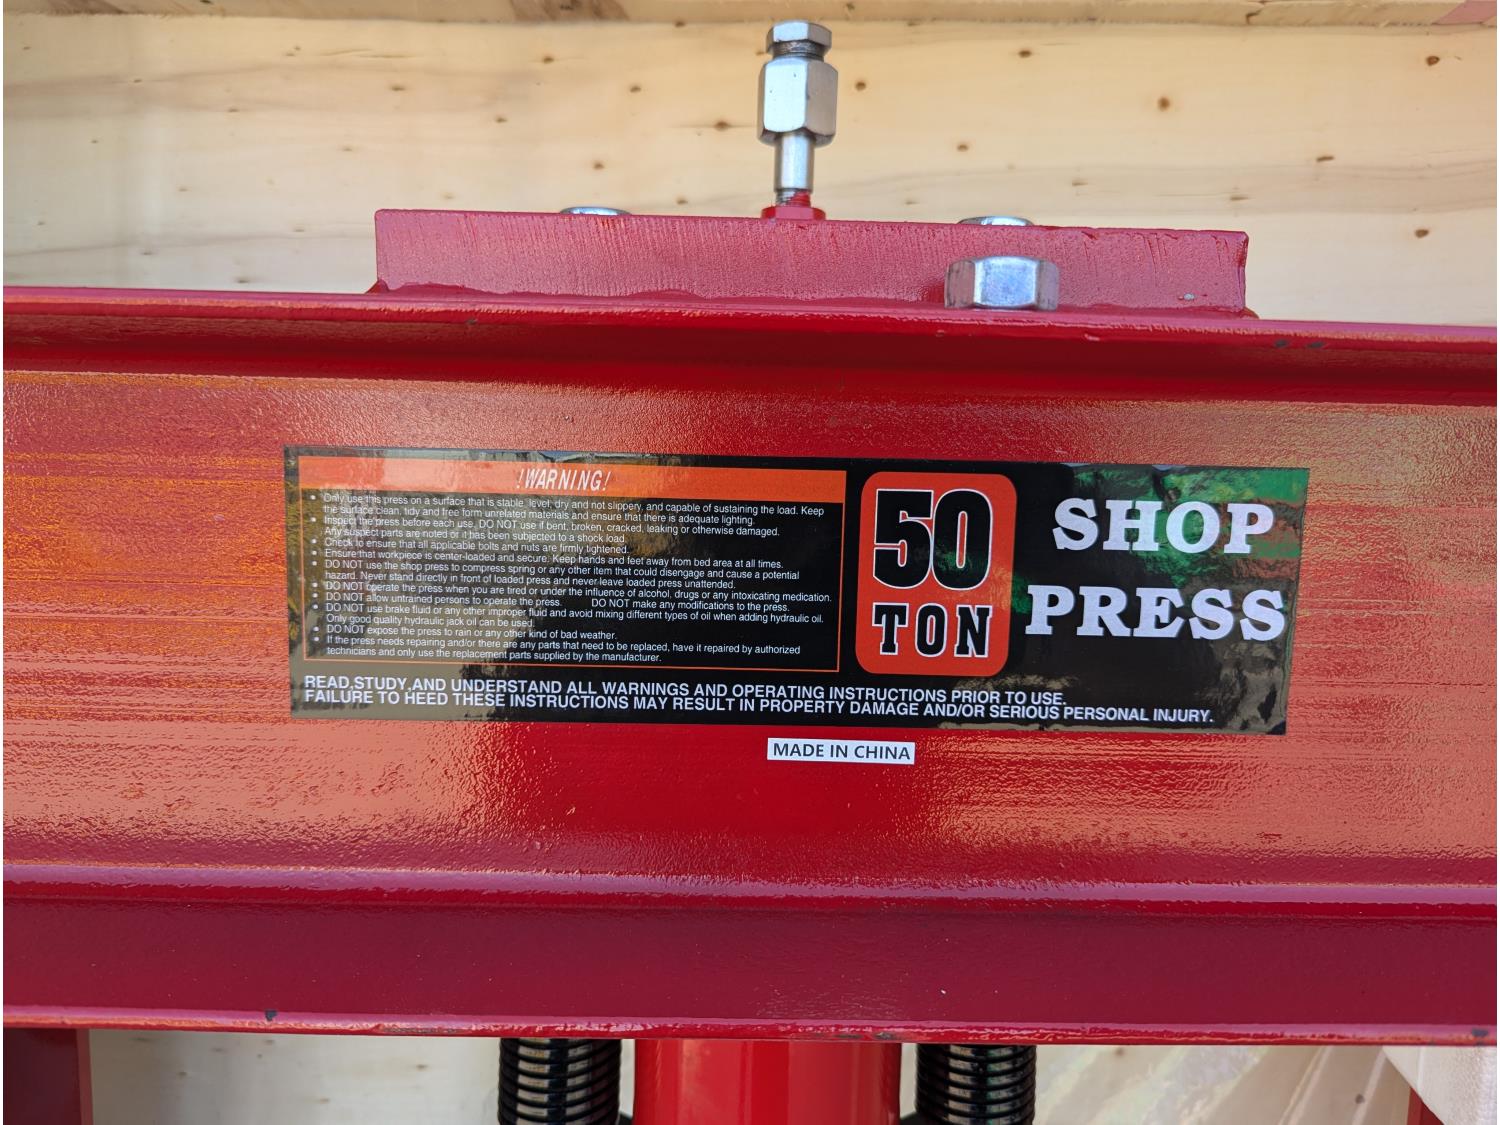 !WARNING!
• Only use this press on a surface that is stable, level, dry and not slippery, and capable of sustaining the load. Keep
the surface clean, tidy and free form unrelated materials and ensure that there is adequate lighting.
• Inspect the press before each use. DO NOT use if bent, broken, cracked, leaking or otherwise damaged.
Any suspect parts are noted or it has been subjected to a shock load.
• Check to ensure that all applicable bolts and nuts are firmly tightened.
• Ensure that workpiece is center-loaded and secure. Keep hands and feet away from bed area at all times.
• DO NOT use the shop press to compress spring or any other item that could disengage and cause a potential
hazard. Never stand directly in front of loaded press and never leave loaded press unattended.
• DO NOT operate the press when you are tired or under the influence of alcohol, drugs or any intoxicating medication.
• DO NOT allow untrained persons to operate the press. DO NOT make any modifications to the press.
• DO NOT use brake fluid or any other improper fluid and avoid mixing different types of oil when adding hydraulic oil.
Only good quality hydraulic jack oil can be used.
• DO NOT expose the press to rain or any other kind of bad weather.
• If the press needs repairing and/or there are any parts that need to be replaced, have it repaired by authorized
technicians and only use the replacement parts supplied by the manufacturer.
50
TON
SHOP
PRESS
READ,STUDY,AND UNDERSTAND ALL WARNINGS AND OPERATING INSTRUCTIONS PRIOR TO USE.
FAILURE TO HEED THESE INSTRUCTIONS MAY RESULT IN PROPERTY DAMAGE AND/OR SERIOUS PERSONAL INJURY.
MADE IN CHINA